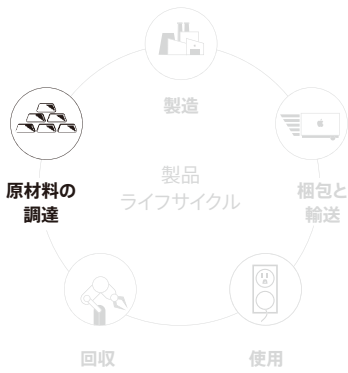 製造
原材料の
調達
製品
ライフサイクル
梱包と
輸送
回収
使用